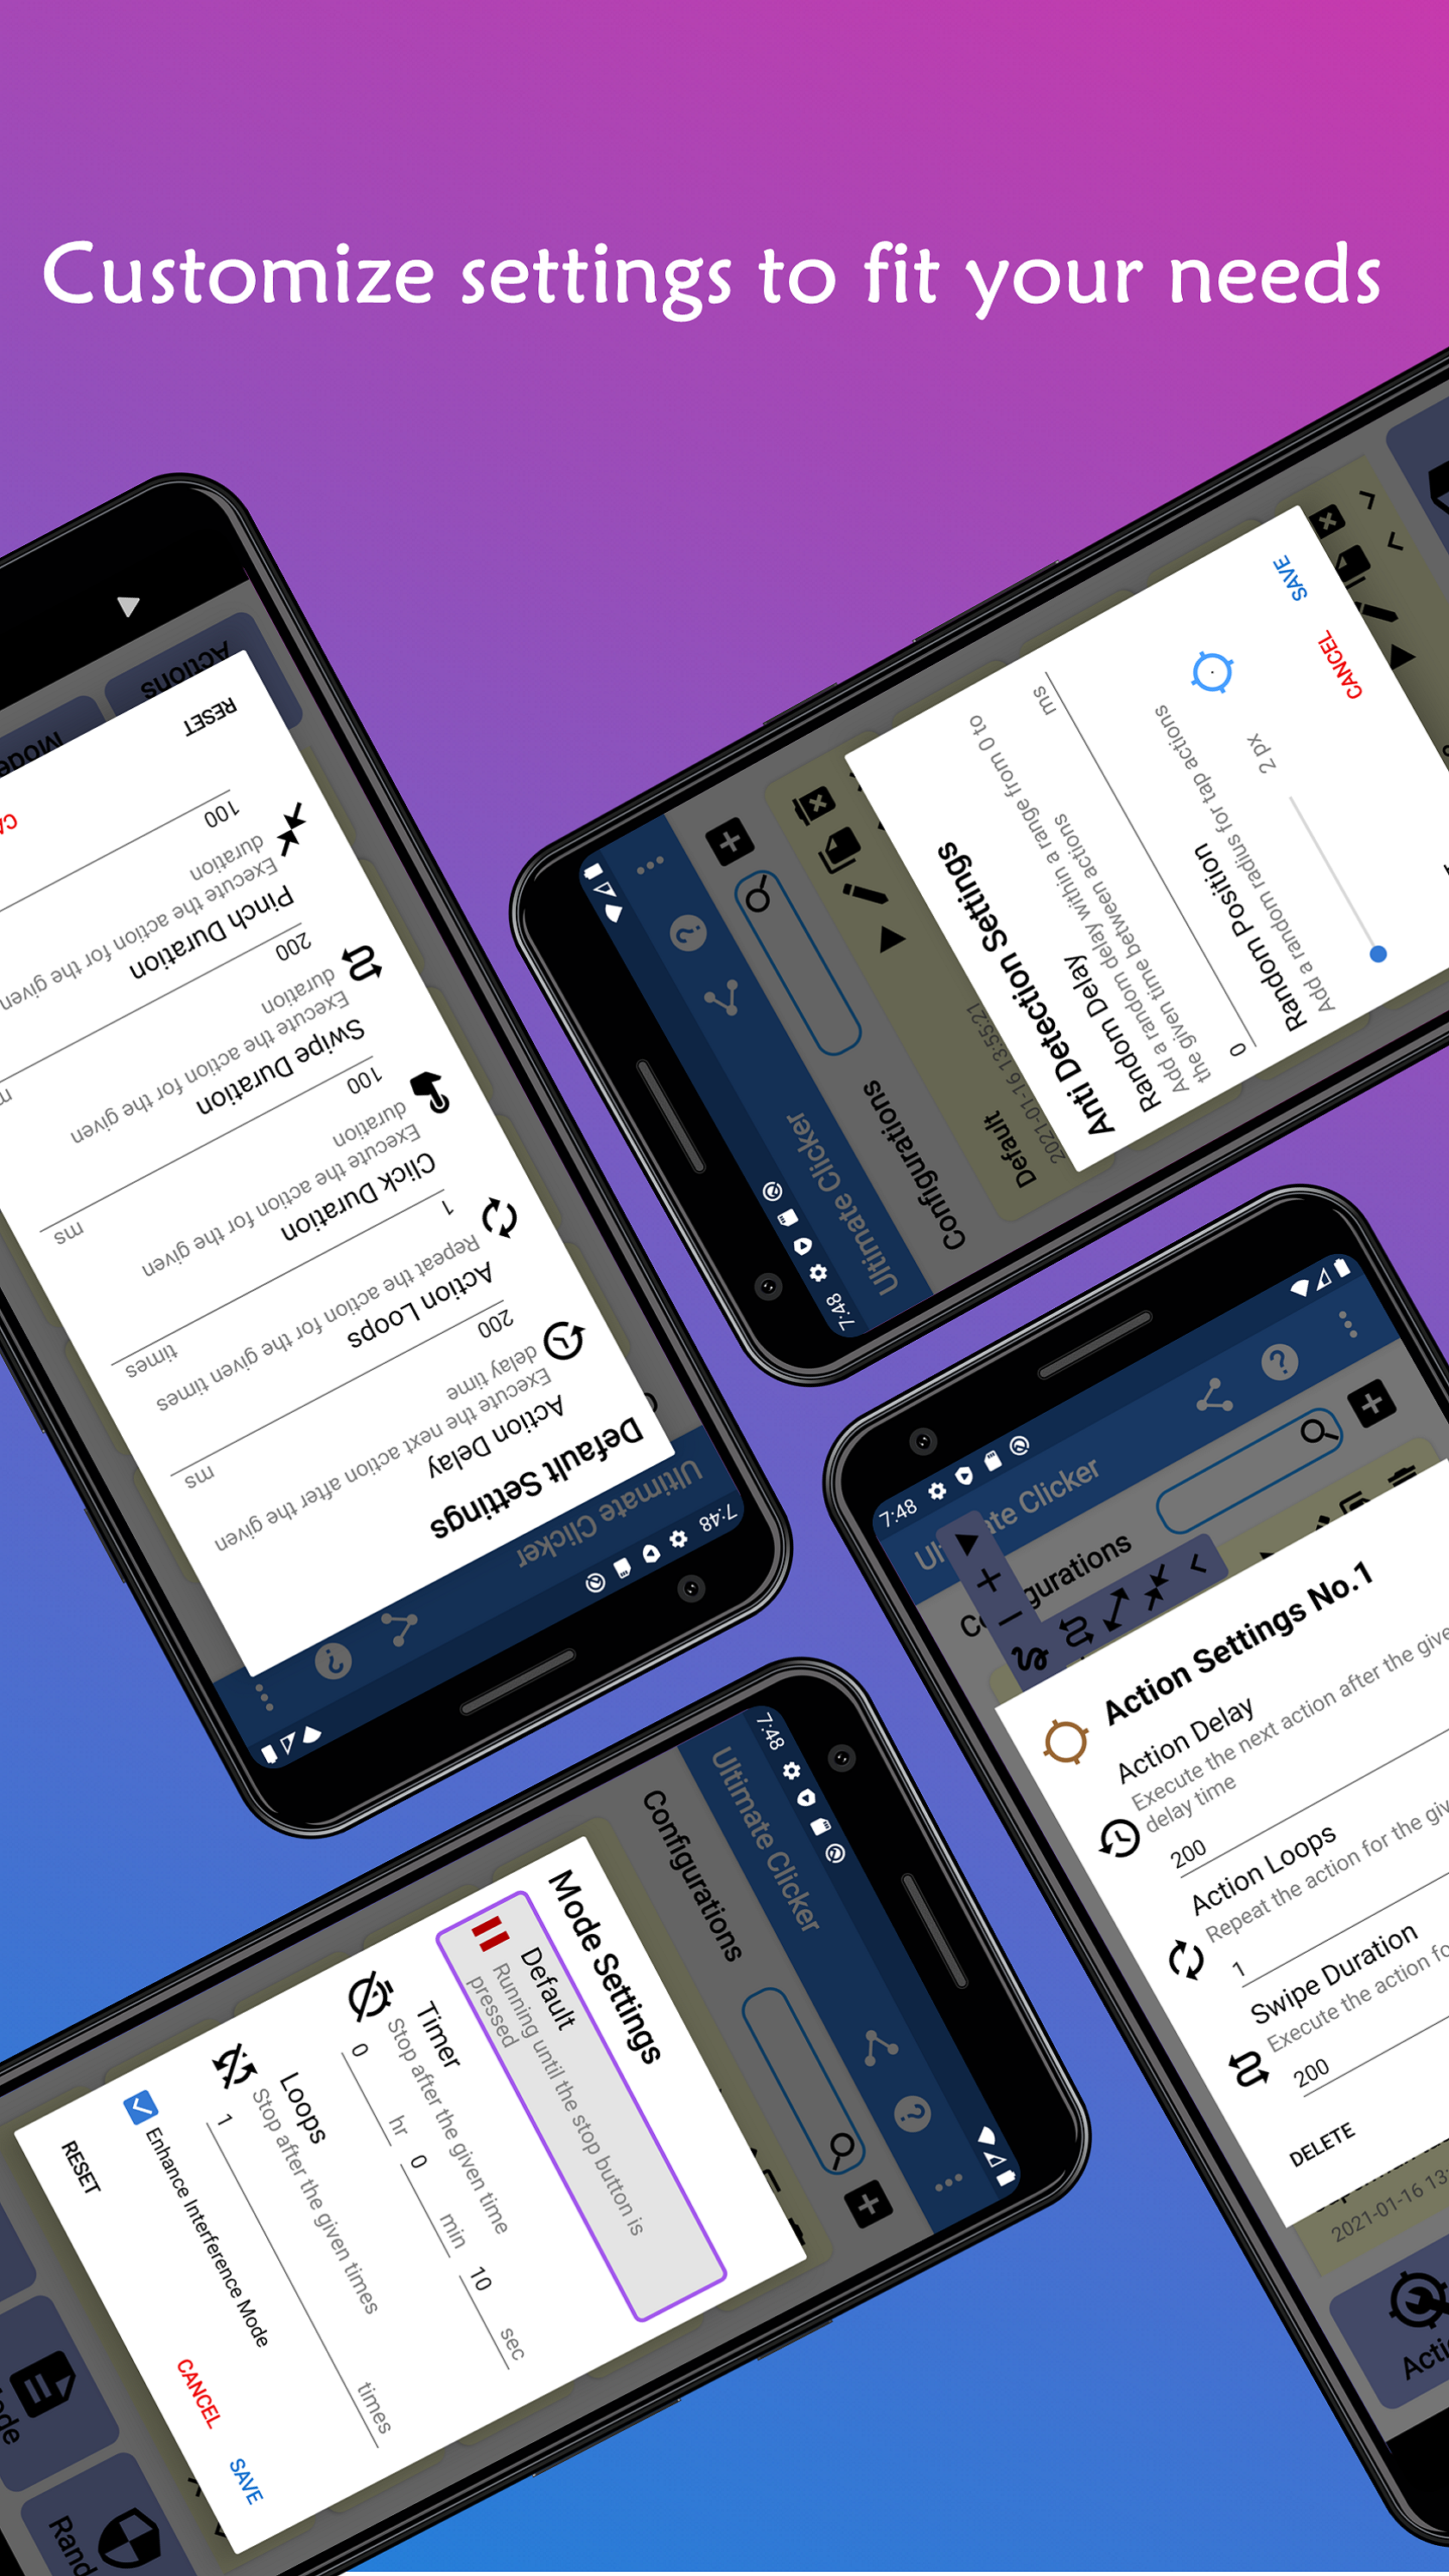 Customize settings to fit your needs
7:48
Ultimate Clicker
Default Settings
Action Delay
Execute the next action after the given
delay time
200
ms
Action Loops
Repeat the action for the given times
1
times
Click Duration
Execute the action for the given
duration
100
ms
Swipe Duration
Execute the action for the given
duration
200
Pinch Duration
Execute the action for the given
duration
100
RESET
Actions
7:48
Ultimate Clicker
Configurations
Default
2021-01-16 13:55:21
Anti Detection Settings
Random Delay
Add a random delay within a range from 0 to
the given time between actions
0
ms
Random Position
Add a random radius for tap actions
2 px
CANCEL
SAVE
7:48
Ultimate Clicker
Configurations
Mode Settings
Default
Running until the stop button is
pressed
Timer
Stop after the given time
0 hr 0 min 10 sec
Loops
Stop after the given times
1 times
Enhance Interference Mode
RESET
CANCEL
SAVE
7:48
Action Settings No.1
Action Delay
Execute the next action after the
delay time
200
Action Loops
Repeat the action for the
1
Swipe Duration
Execute the action
200
DELETE
2021-01-16